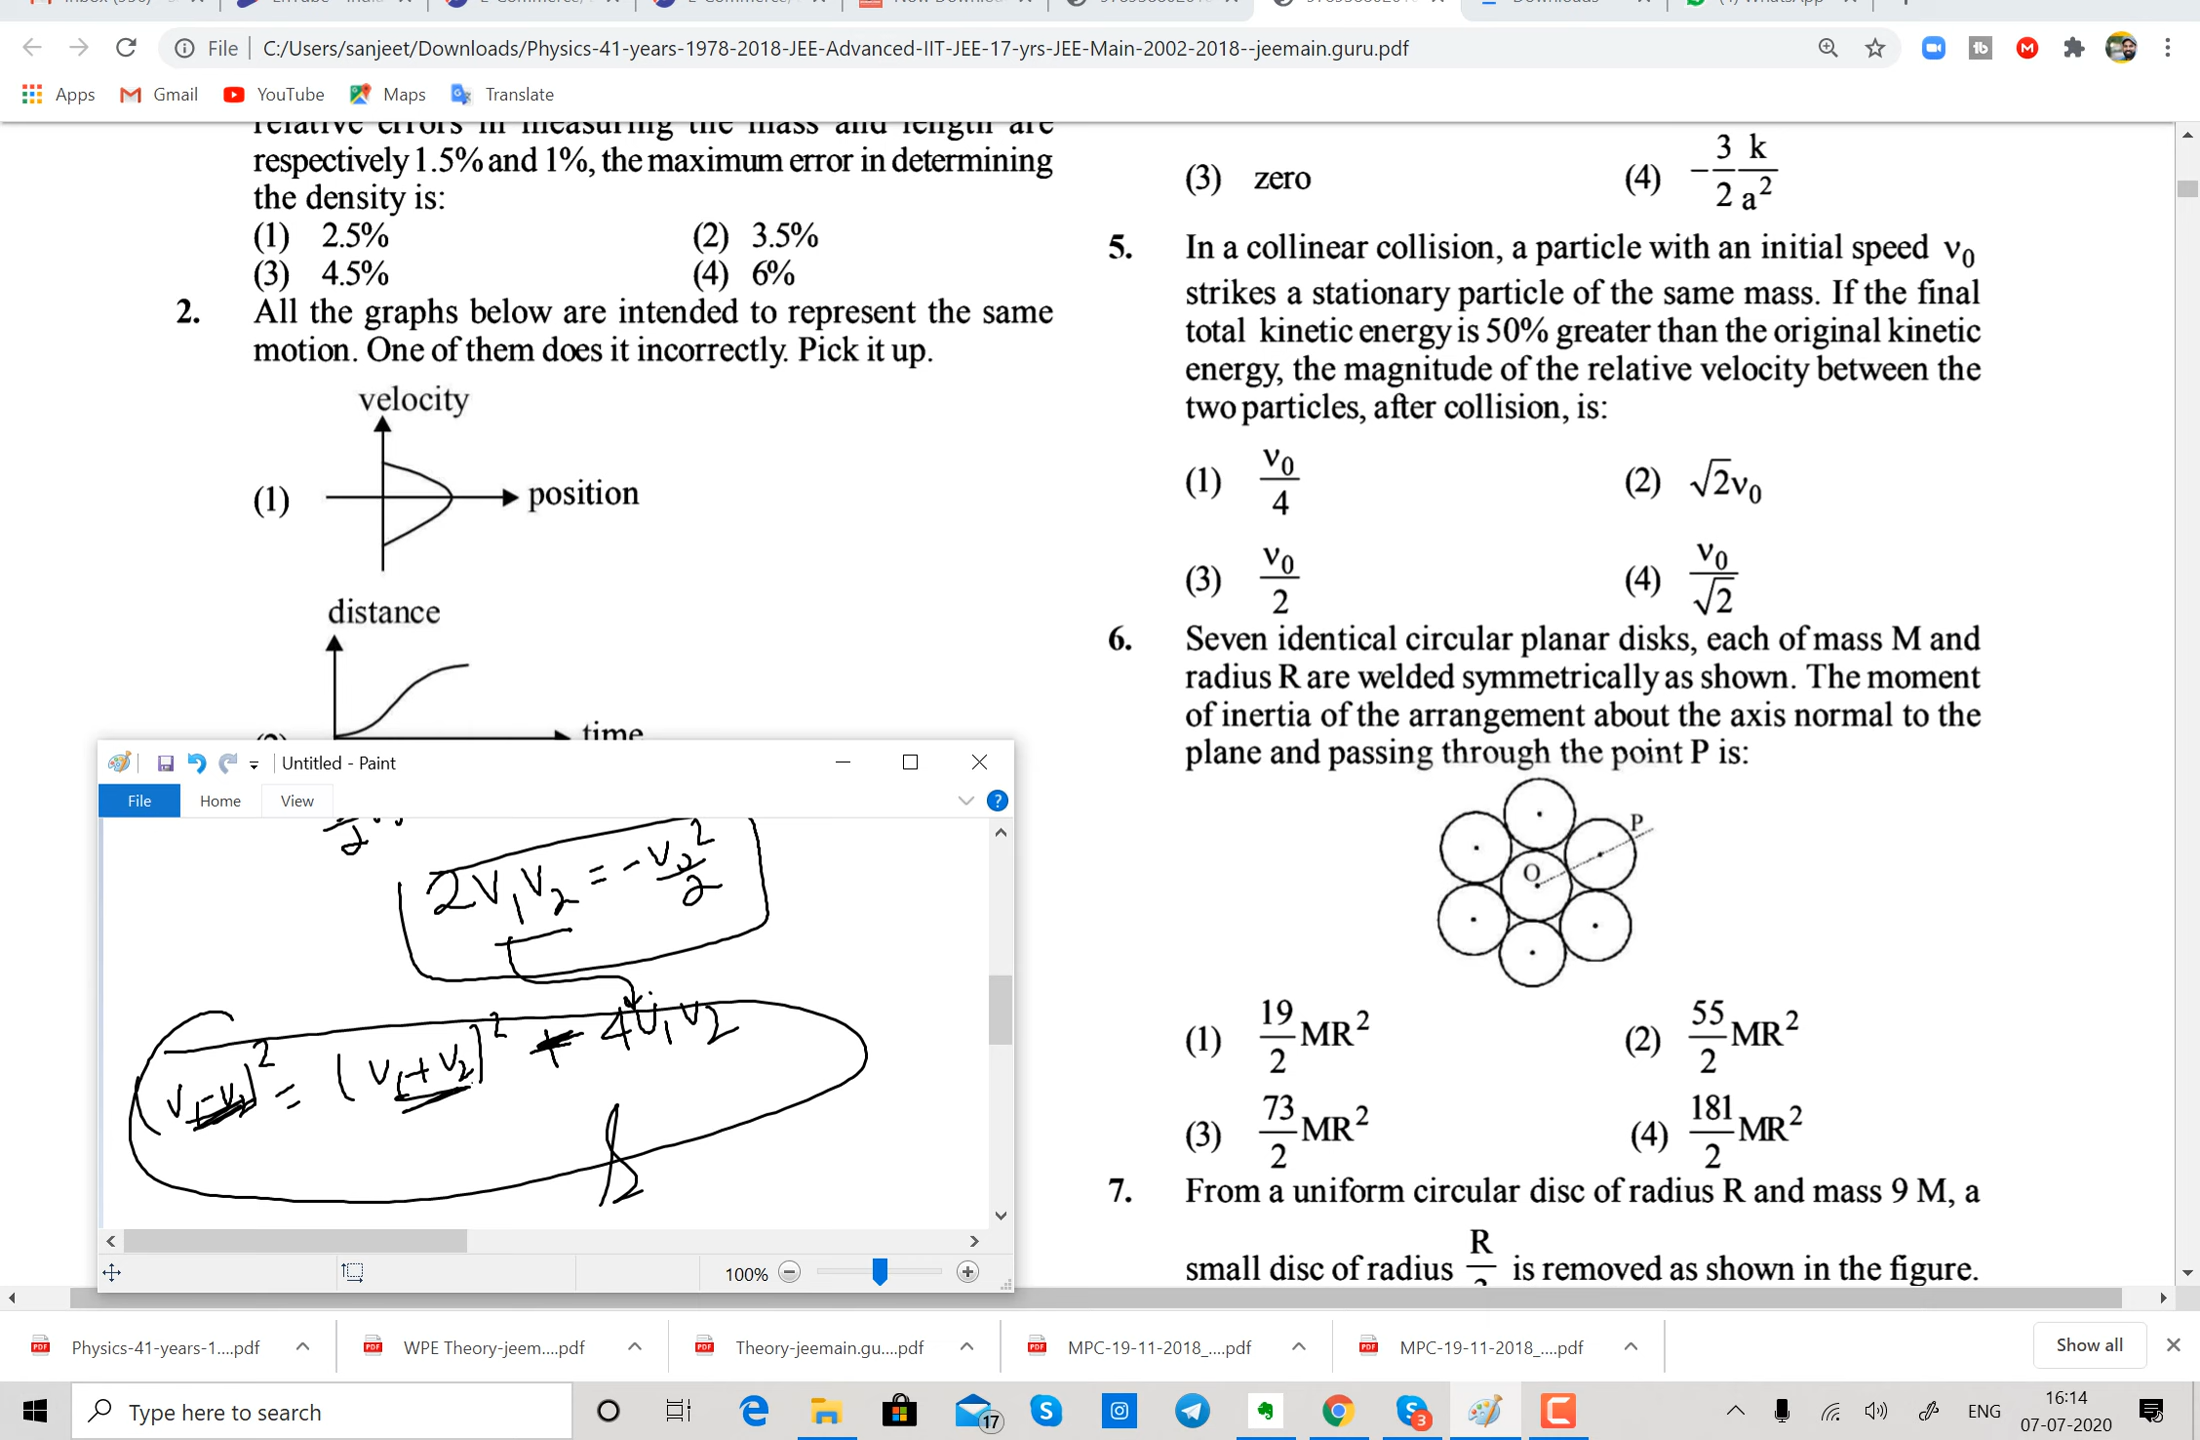 File C:/Users/sanjeet/Downloads/Physics-41-years-1978-2018-JEE-Advanced-IIT-JEE-17-yrs-JEE-Main-2002-2018--jeemain.guru.pdf
Apps Gmail YouTube Maps Translate
relative errors in measuring the mass and length are
respectively 1.5% and 1%, the maximum error in determining
the density is:
(1) 2.5% (2) 3.5%
(3) 4.5% (4) 6%
2. All the graphs below are intended to represent the same
motion. One of them does it incorrectly. Pick it up.
velocity
(1) position
distance
time
(3) zero (4) -3/2 k/a²
5. In a collinear collision, a particle with an initial speed v₀
strikes a stationary particle of the same mass. If the final
total kinetic energy is 50% greater than the original kinetic
energy, the magnitude of the relative velocity between the
two particles, after collision, is:
(1) v₀/4 (2) √2v₀
(3) v₀/2 (4) v₀/√2
6. Seven identical circular planar disks, each of mass M and
radius R are welded symmetrically as shown. The moment
of inertia of the arrangement about the axis normal to the
plane and passing through the point P is:
P
O
(1) 19/2 MR² (2) 55/2 MR²
(3) 73/2 MR² (4) 181/2 MR²
7. From a uniform circular disc of radius R and mass 9 M, a
small disc of radius R/ is removed as shown in the figure.
Untitled - Paint
File Home View
2V₁V₂ = -V₂²/2
(V₁-V₂)² = (V₁+V₂)² + 4V₁V₂
100%
Physics-41-years-1....pdf WPE Theory-jeem....pdf Theory-jeemain.gu....pdf MPC-19-11-2018_....pdf MPC-19-11-2018_....pdf Show all
Type here to search 17 3 ENG 16:14
07-07-2020